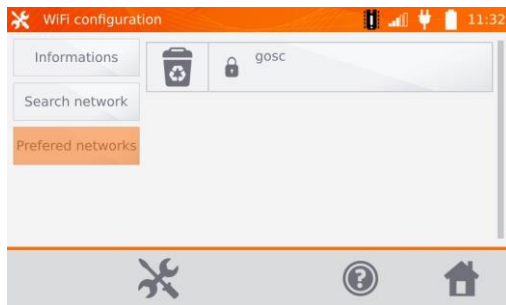 WiFi configuration
11:32
Informations
gosc
Search network
Prefered networks